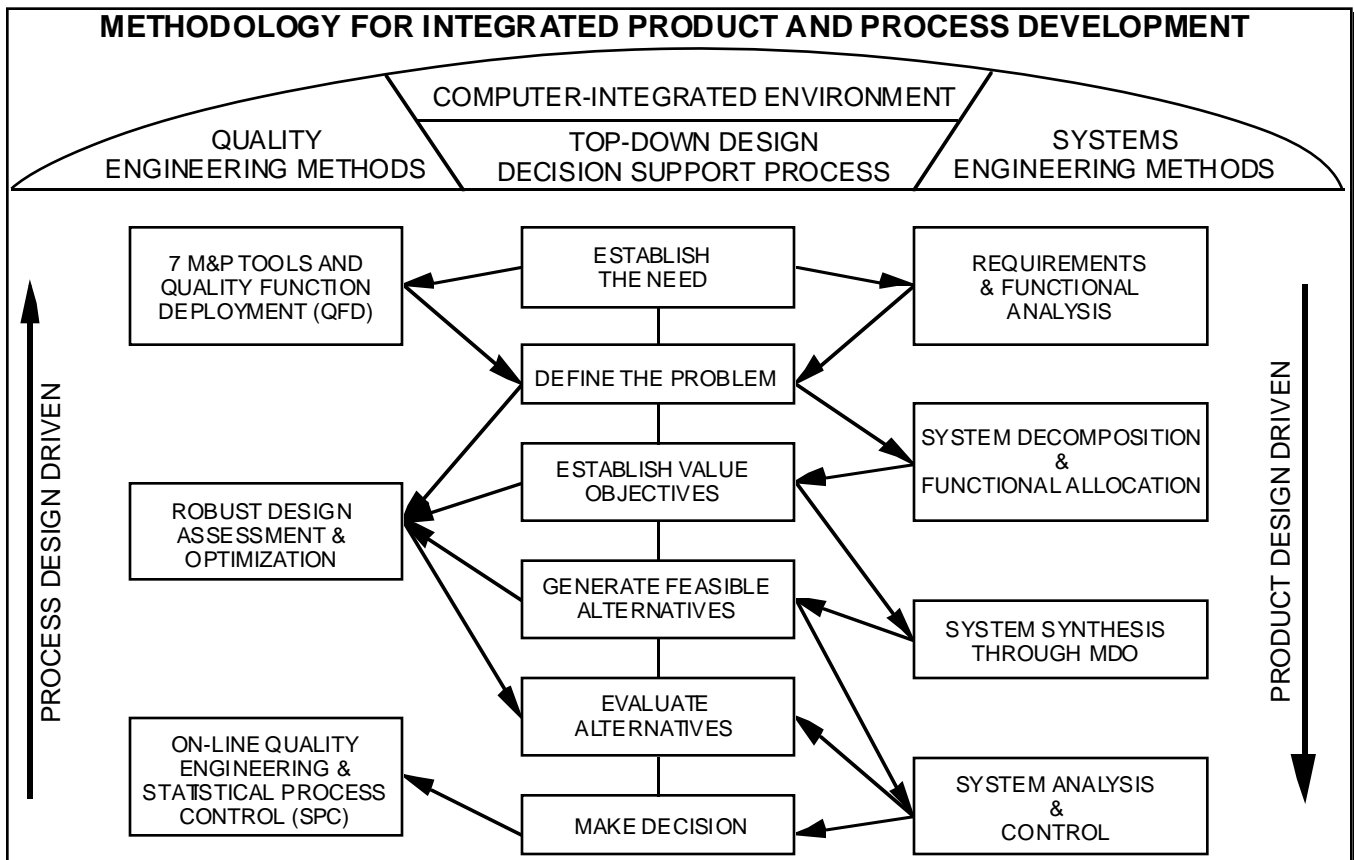 METHODOLOGY FOR INTEGRATED PRODUCT AND PROCESS DEVELOPMENT
COMPUTER-INTEGRATED ENVIRONMENT
QUALITY
ENGINEERING METHODS
TOP-DOWN DESIGN
DECISION SUPPORT PROCESS
SYSTEMS
ENGINEERING METHODS
PROCESS DESIGN DRIVEN
7 M&P TOOLS AND
QUALITY FUNCTION
DEPLOYMENT (QFD)
ROBUST DESIGN
ASSESSMENT &
OPTIMIZATION
ON-LINE QUALITY
ENGINEERING &
STATISTICAL PROCESS
CONTROL (SPC)
ESTABLISH
THE NEED
DEFINE THE PROBLEM
ESTABLISH VALUE
OBJECTIVES
GENERATE FEASIBLE
ALTERNATIVES
EVALUATE
ALTERNATIVES
MAKE DECISION
REQUIREMENTS
& FUNCTIONAL
ANALYSIS
SYSTEM DECOMPOSITION
&
FUNCTIONAL ALLOCATION
SYSTEM SYNTHESIS
THROUGH MDO
SYSTEM ANALYSIS
&
CONTROL
PRODUCT DESIGN DRIVEN